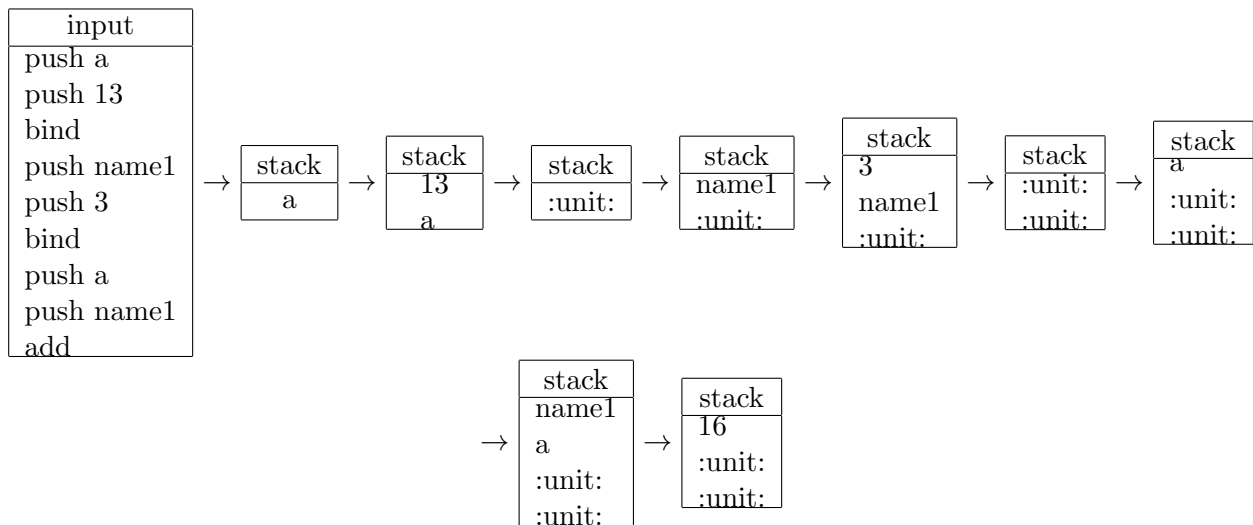 input
push a
push 13
bind
push name1
push 3
bind
push a
push name1
add
→
stack
a
→
stack
13
a
→
stack
:unit:
→
stack
name1
:unit:
→
stack
3
name1
:unit:
→
stack
:unit:
:unit:
→
stack
a
:unit:
:unit:
→
stack
name1
a
:unit:
:unit:
→
stack
16
:unit:
:unit: